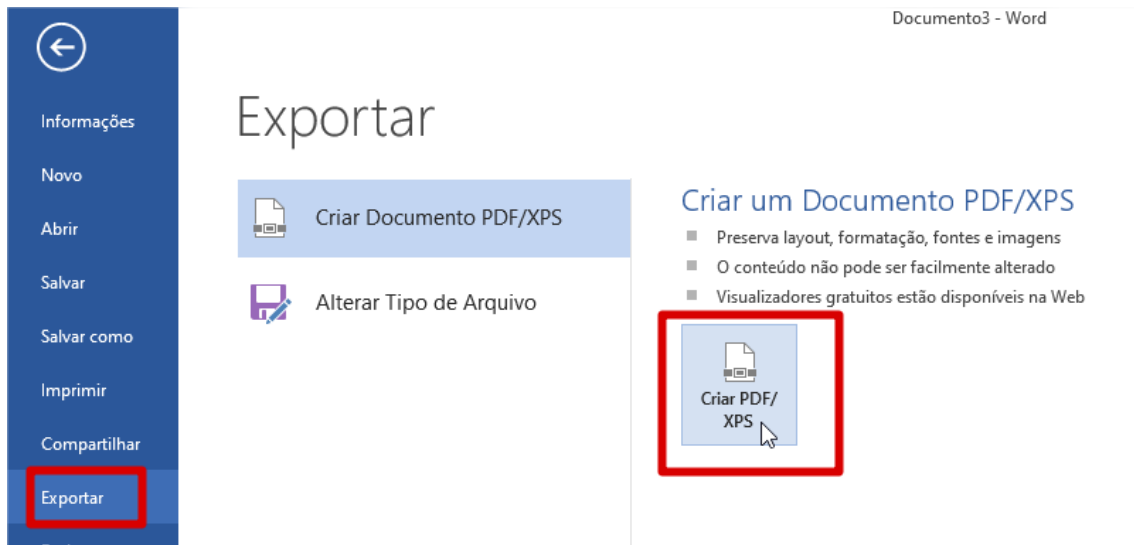 Documento3 - Word
Informações
Novo
Abrir
Salvar
Salvar como
Imprimir
Compartilhar
Exportar
Exportar
Criar Documento PDF/XPS
Alterar Tipo de Arquivo
Criar um Documento PDF/XPS
Preserva layout, formatação, fontes e imagens
O conteúdo não pode ser facilmente alterado
Visualizadores gratuitos estão disponíveis na Web
Criar PDF/
XPS